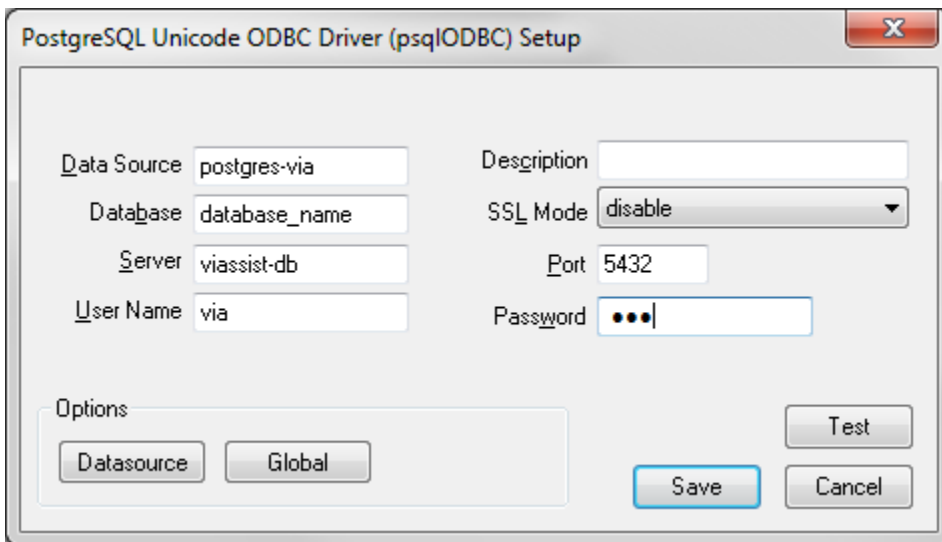 PostgreSQL Unicode ODBC Driver (psqlODBC) Setup
Data Source postgres-via
Description
Database database_name
SSL Mode disable
Server viassist-db
Port 5432
User Name via
Password •••
Options
Datasource Global
Test
Save Cancel